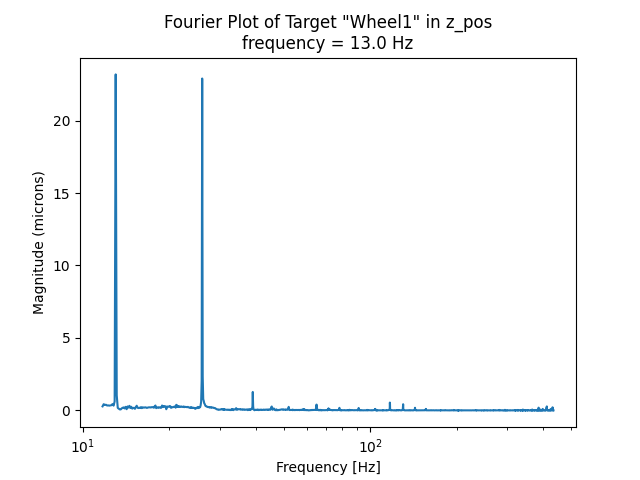 Fourier Plot of Target "Wheel1" in z_pos
frequency = 13.0 Hz
20
15
10
5
0
Magnitude (microns)
10¹
10²
Frequency [Hz]